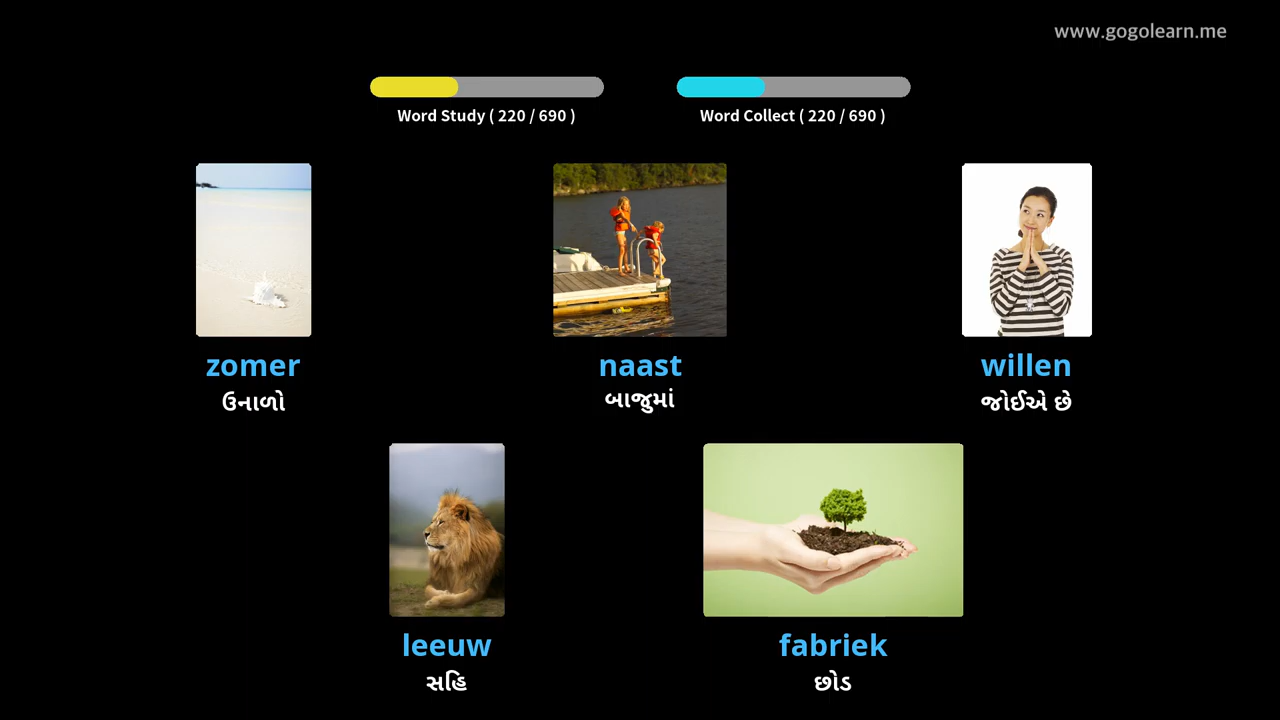 www.gogolearn.me
Word Study ( 220 / 690 )
Word Collect ( 220 / 690 )
zomer
ઉનાળો
naast
બાજુમાં
willen
જોઈએ છે
leeuw
સહિ
fabriek
છોડ